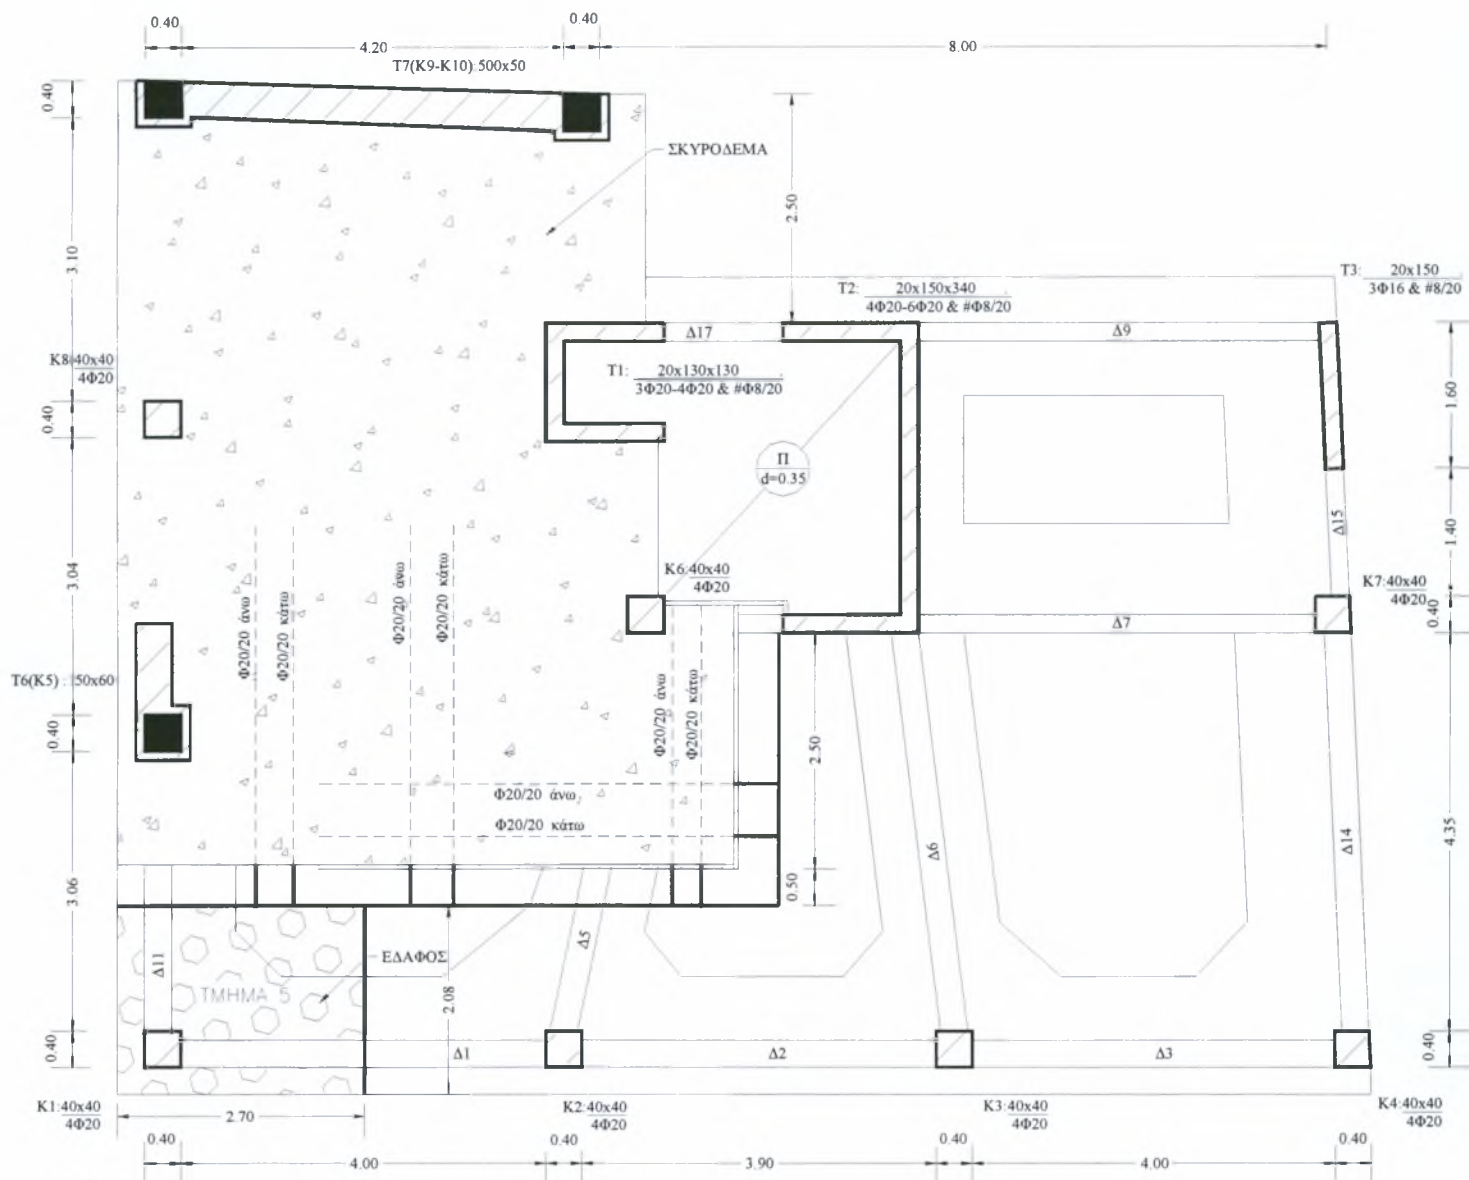 0.40
0.40
4.20
8.00
T7(K9-K10):500x50
0.40
ΣΚΥΡΟΔΕΜΑ
2.50
3.10
T3: 20x150
3Φ16 & #8/20
T2: 20x150x340
4Φ20-6Φ20 & #Φ8/20
Δ17
Δ9
K8:40x40
4Φ20
T1: 20x130x130
3Φ20-4Φ20 & #Φ8/20
1.60
0.40
Π
d=0.35
Δ15
1.40
3.04
Φ20/20 άνω
Φ20/20 κάτω
Φ20/20 άνω
Φ20/20 κάτω
K6:40x40
4Φ20
K7:40x40
4Φ20
0.40
Δ7
T6(K5) : 150x60
Φ20/20 άνω
Φ20/20 κάτω
0.40
2.50
Φ20/20 άνω
Φ20/20 κάτω
Δ6
Δ14
4.35
3.06
0.50
Δ5
Δ11
ΕΔΑΦΟΣ
ΤΜΗΜΑ 5
2.08
0.40
Δ1
Δ2
Δ3
0.40
K1:40x40
4Φ20
2.70
K2:40x40
4Φ20
K3:40x40
4Φ20
K4:40x40
4Φ20
0.40
0.40
0.40
0.40
4.00
3.90
4.00